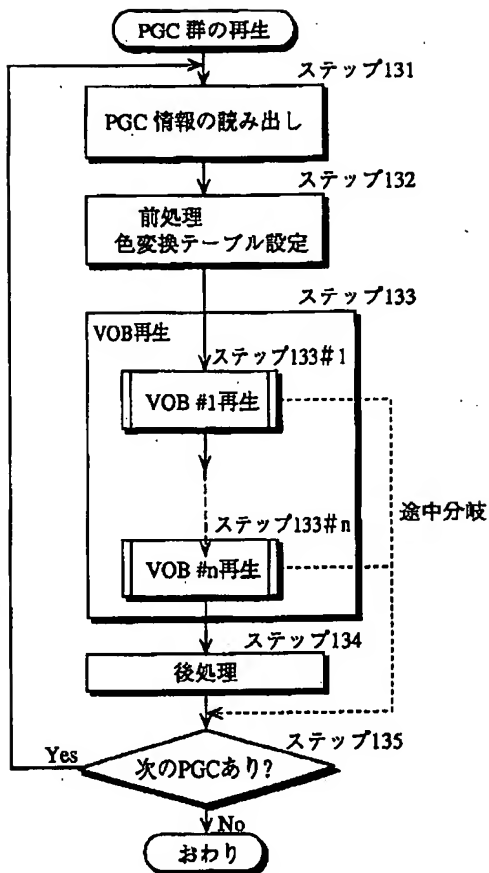 PGC 群の再生
ステップ131
PGC 情報の読み出し
ステップ132
前処理
色変換テーブル設定
ステップ133
VOB再生
ステップ133#1
VOB #1再生
ステップ133#n
VOB #n再生
途中分岐
ステップ134
後処理
ステップ135
Yes
次のPGCあり?
No
おわり